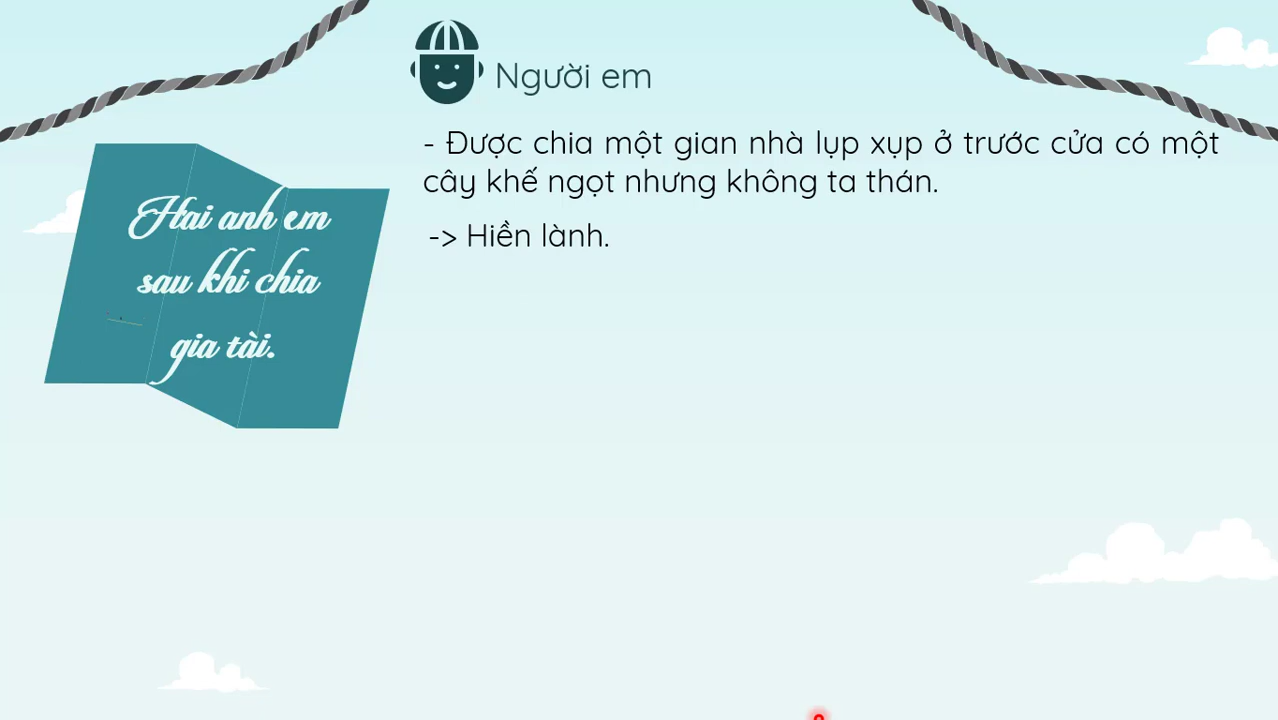 Người em
- Được chia một gian nhà lụp xụp ở trước cửa có một
cây khế ngọt nhưng không ta thán.
-> Hiền lành.
Hai anh em
sau khi chia
gia tài.